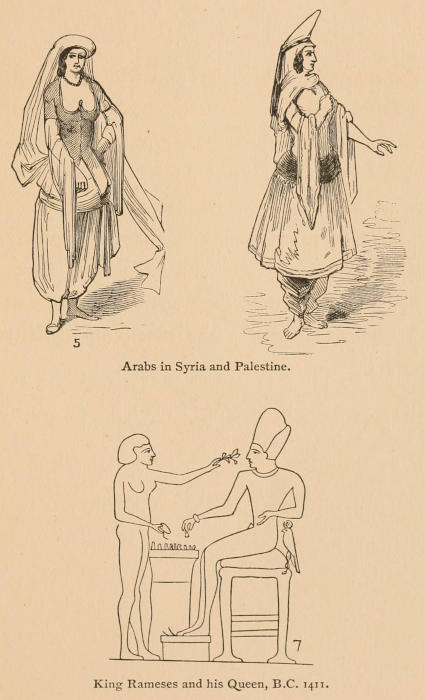 5
Arabs in Syria and Palestine.
7
King Rameses and his Queen, B.C. 1411.